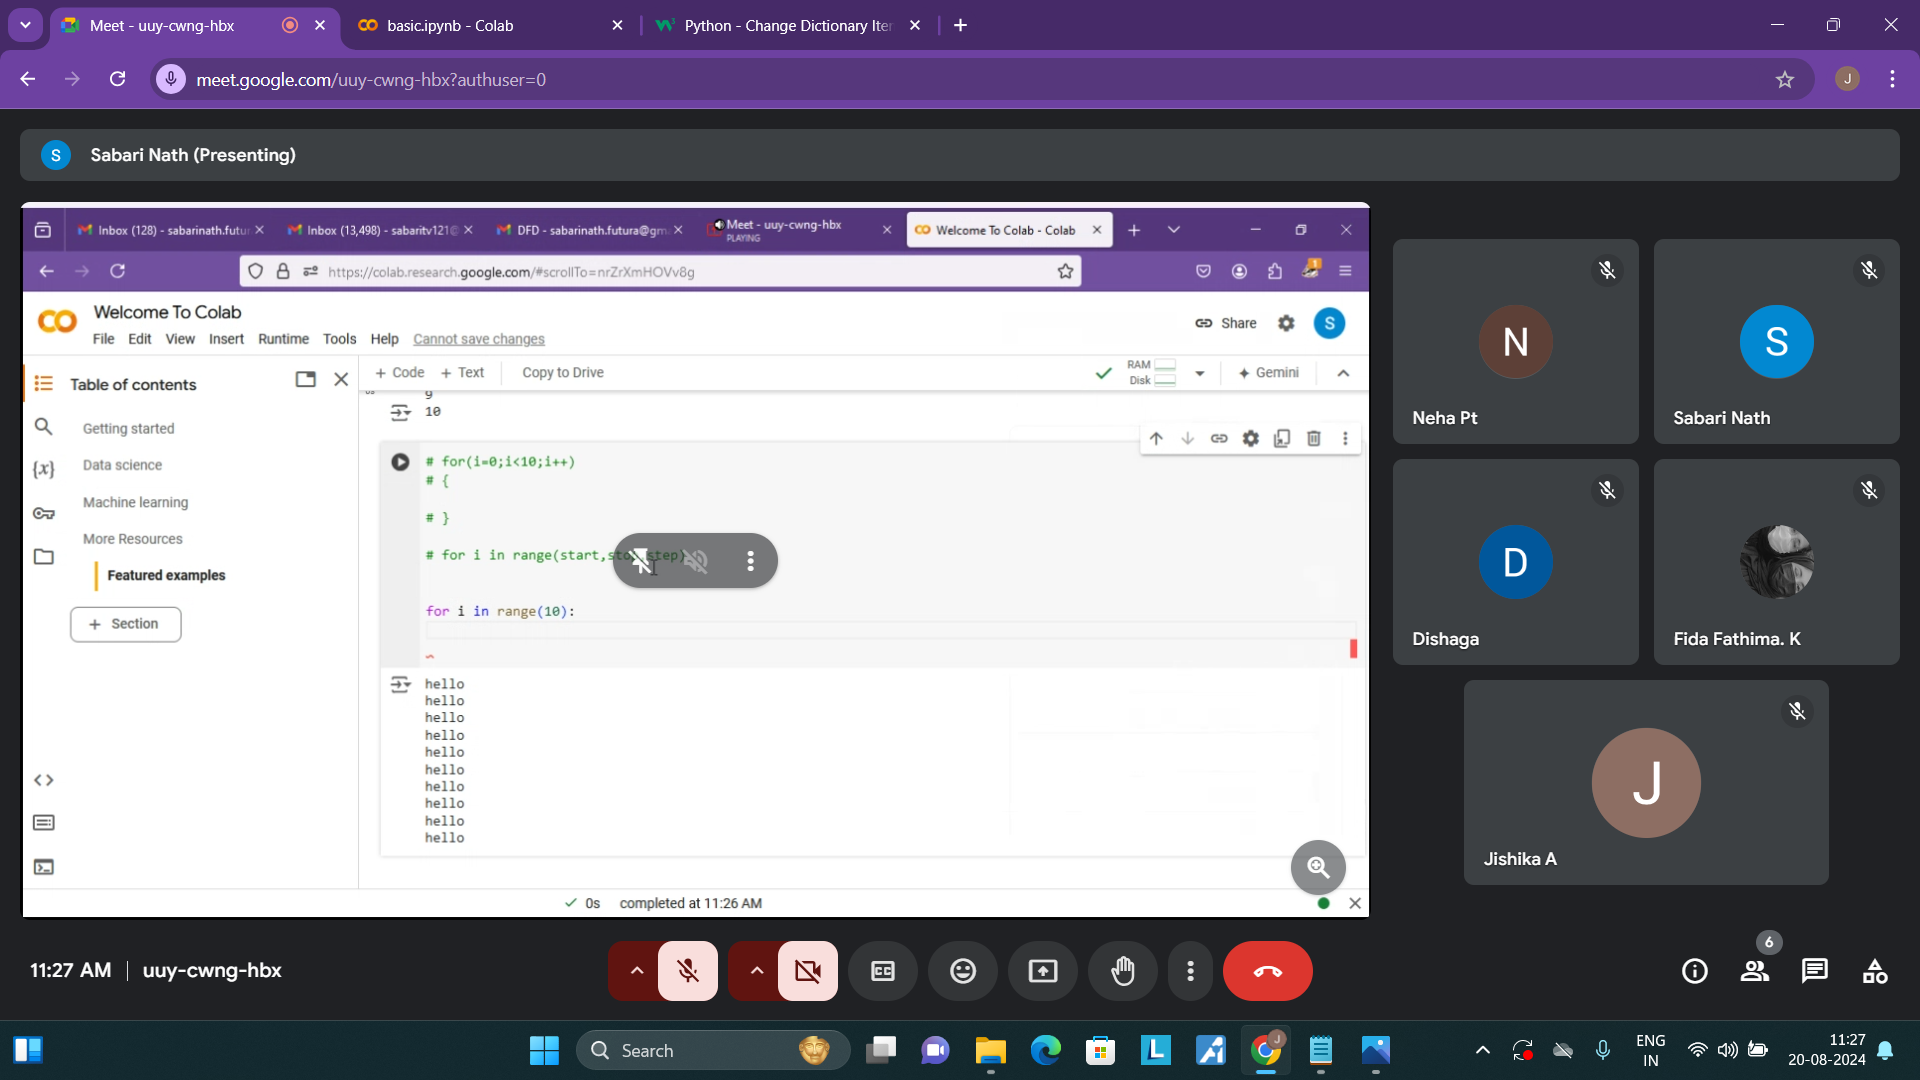 Meet - uuy-cwng-hbx
basic.ipynb - Colab
Python - Change Dictionary Iter
meet.google.com/uuy-cwng-hbx?authuser=0
J
S
Sabari Nath (Presenting)
Inbox (128) - sabarinath.futur
Inbox (13,498) - sabaritv121@
DFD - sabarinath.futura@gm
Meet - uuy-cwng-hbx
PLAYING
Welcome To Colab - Colab
https://colab.research.google.com/#scrollTo=nrZrXmHOVv8g
Welcome To Colab
File Edit View Insert Runtime Tools Help Cannot save changes
Share
S
Table of contents
+ Code + Text Copy to Drive
RAM
Disk
Gemini
Getting started
Data science
Machine learning
More Resources
Featured examples
+ Section
9
10
# for(i=0;i<10;i++)
# {
# }
# for i in range(start,stop,step)
for i in range(10):
hello
hello
hello
hello
hello
hello
hello
hello
hello
hello
0s completed at 11:26 AM
N
Neha Pt
S
Sabari Nath
D
Dishaga
Fida Fathima. K
J
Jishika A
11:27 AM | uuy-cwng-hbx
6
Search
L
J
ENG
IN
11:27
20-08-2024